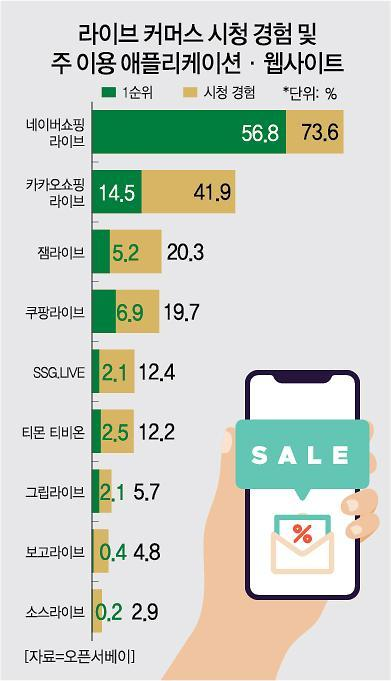 라이브 커머스 시청 경험 및
주 이용 애플리케이션 · 웹사이트
1순위 시청 경험 *단위: %
네이버쇼핑
라이브
56.8 73.6
카카오쇼핑
라이브
14.5 41.9
잼라이브 5.2 20.3
쿠팡라이브 6.9 19.7
SSG.LIVE 2.1 12.4
티몬 티비온 2.5 12.2
그립라이브 2.1 5.7
보고라이브 0.4 4.8
소스라이브 0.2 2.9
SALE
%
[자료=오픈서베이]